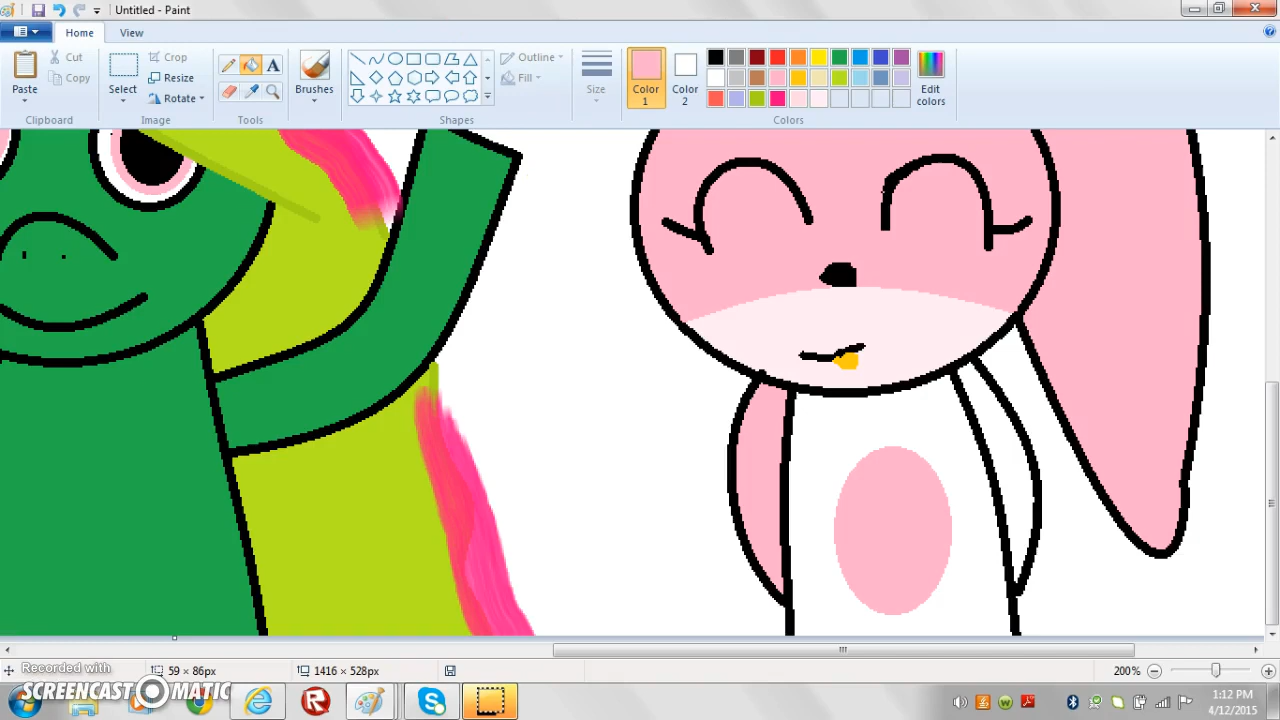 Untitled - Paint
Home View
Paste
Cut
Copy
Clipboard
Select
Crop
Resize
Rotate
Image
A
Tools
Brushes
Shapes
Outline
Fill
Size
Color 1
Color 2
Edit colors
Colors
59 × 86px
1416 × 528px
200%
Recorded with
SCREENCAST MATIC
1:12 PM
4/12/2015